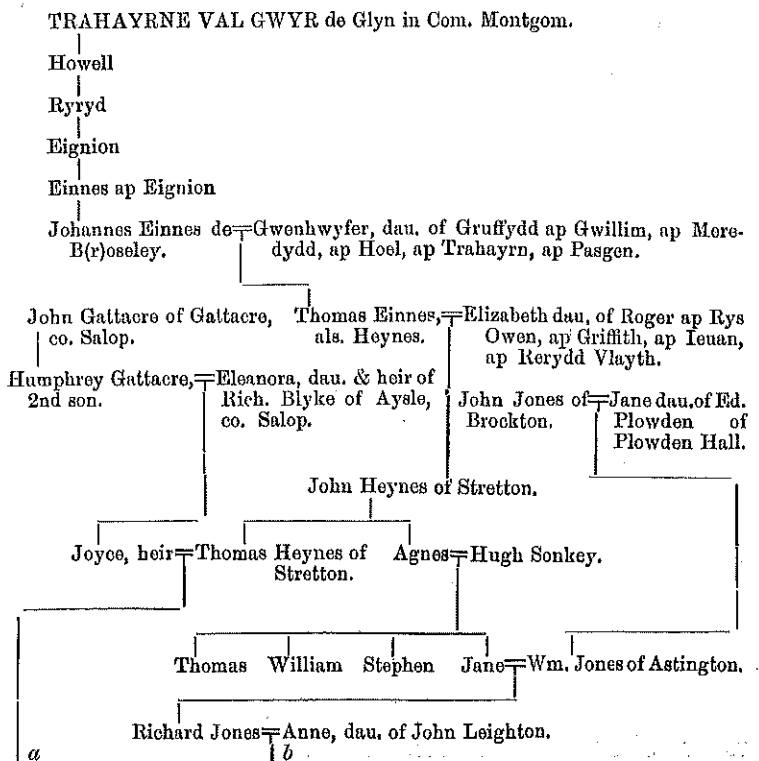 TRAHAYRNE VAL GWYR de Glyn in Com. Montgom.
Howell
Ryryd
Eignion
Einnes ap Eignion
Johannes Einnes de
B(r)oseley.
Gwenhwyfer, dau. of Gruffydd ap Gwillim, ap More-
dydd, ap Hoel, ap Trahayrn, ap Pasgen.
John Gattacre of Gattacre,
co. Salop.
Thomas Einnes,
als. Heynes.
Elizabeth dau. of Roger ap Rys
Owen, ap Griffith, ap Ieuan,
ap Rerydd Vlayth.
Humphrey Gattacre,
2nd son.
Eleanora, dau. & heir of
Rich. Blyke of Aysle,
co. Salop.
John Jones of
Brockton.
Jane dau. of Ed.
Plowden of
Plowden Hall.
John Heynes of Stretton.
Joyce, heir
Thomas Heynes of
Stretton.
Agnes
Hugh Sonkey.
Thomas
William
Stephen
Jane
Wm. Jones of Astington.
Richard Jones
Anne, dau. of John Leighton.
a
b